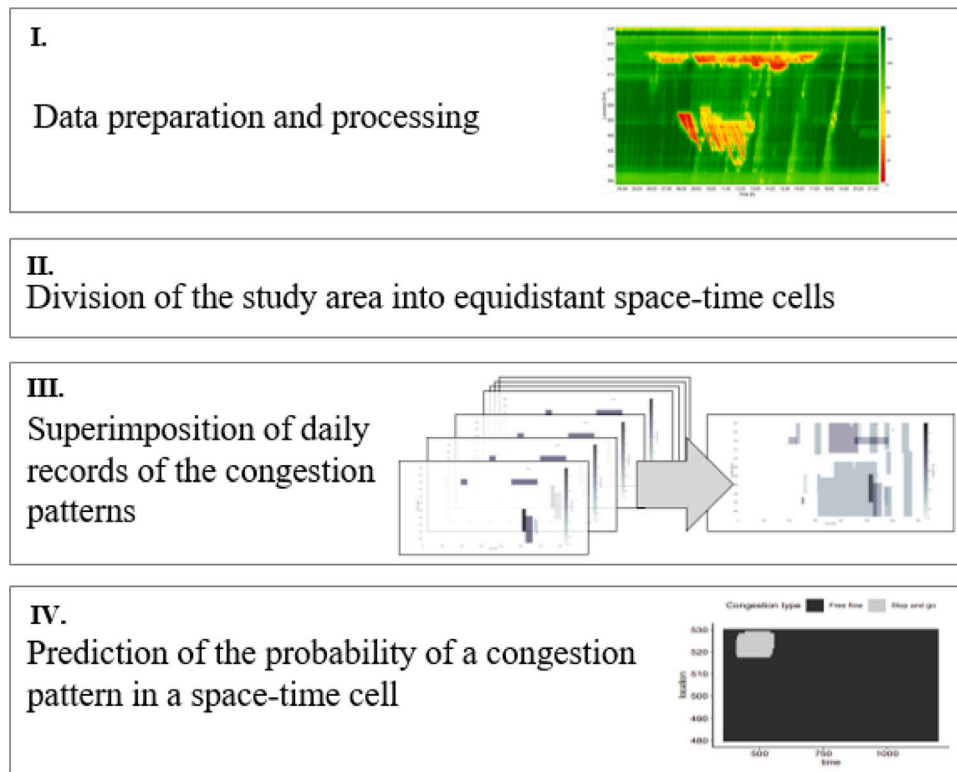 I.
Data preparation and processing
II.
Division of the study area into equidistant space-time cells
III.
Superimposition of daily
records of the congestion
patterns
IV.
Prediction of the probability of a congestion
pattern in a space-time cell
Congestion type Free flow Stop and go
530
520
510
500
490
480
location
500 750 1000
time